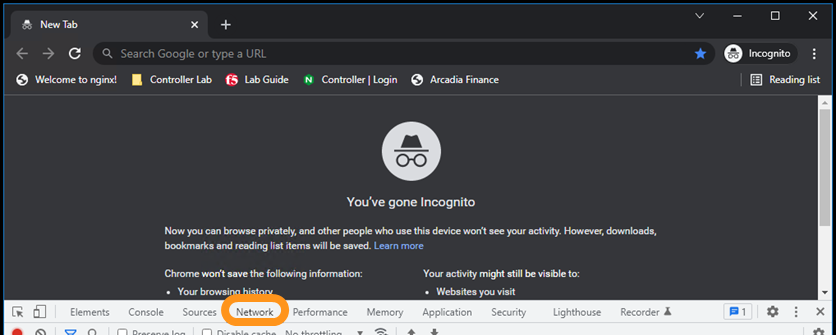 New Tab
Search Google or type a URL
Incognito
Welcome to nginx! Controller Lab Lab Guide Controller | Login Arcadia Finance Reading list
You've gone Incognito
Now you can browse privately, and other people who use this device won't see your activity. However, downloads,
bookmarks and reading list items will be saved. Learn more
Chrome won't save the following information:
• Your browsing history
Your activity might still be visible to:
• Websites you visit
Elements Console Sources Network Performance Memory Application Security Lighthouse Recorder 1
Preserve log Disable cache No throttling